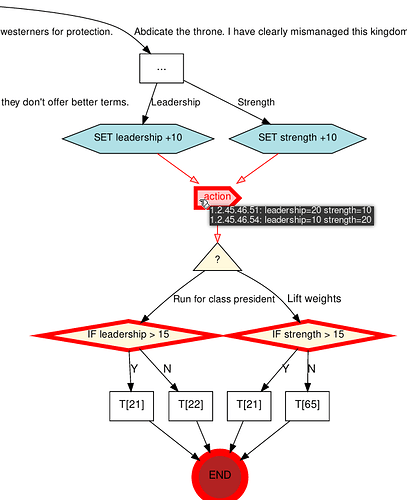 westerners for protection.
Abdicate the throne. I have clearly mismanaged this kingdom
...
they don't offer better terms.
Leadership
Strength
SET leadership +10
SET strength +10
action
1.2.45.46.51: leadership=20 strength=10
1.2.45.46.54: leadership=10 strength=20
?
Run for class president
Lift weights
IF leadership > 15
IF strength > 15
Y
N
Y
N
T[21]
T[22]
T[21]
T[65]
END